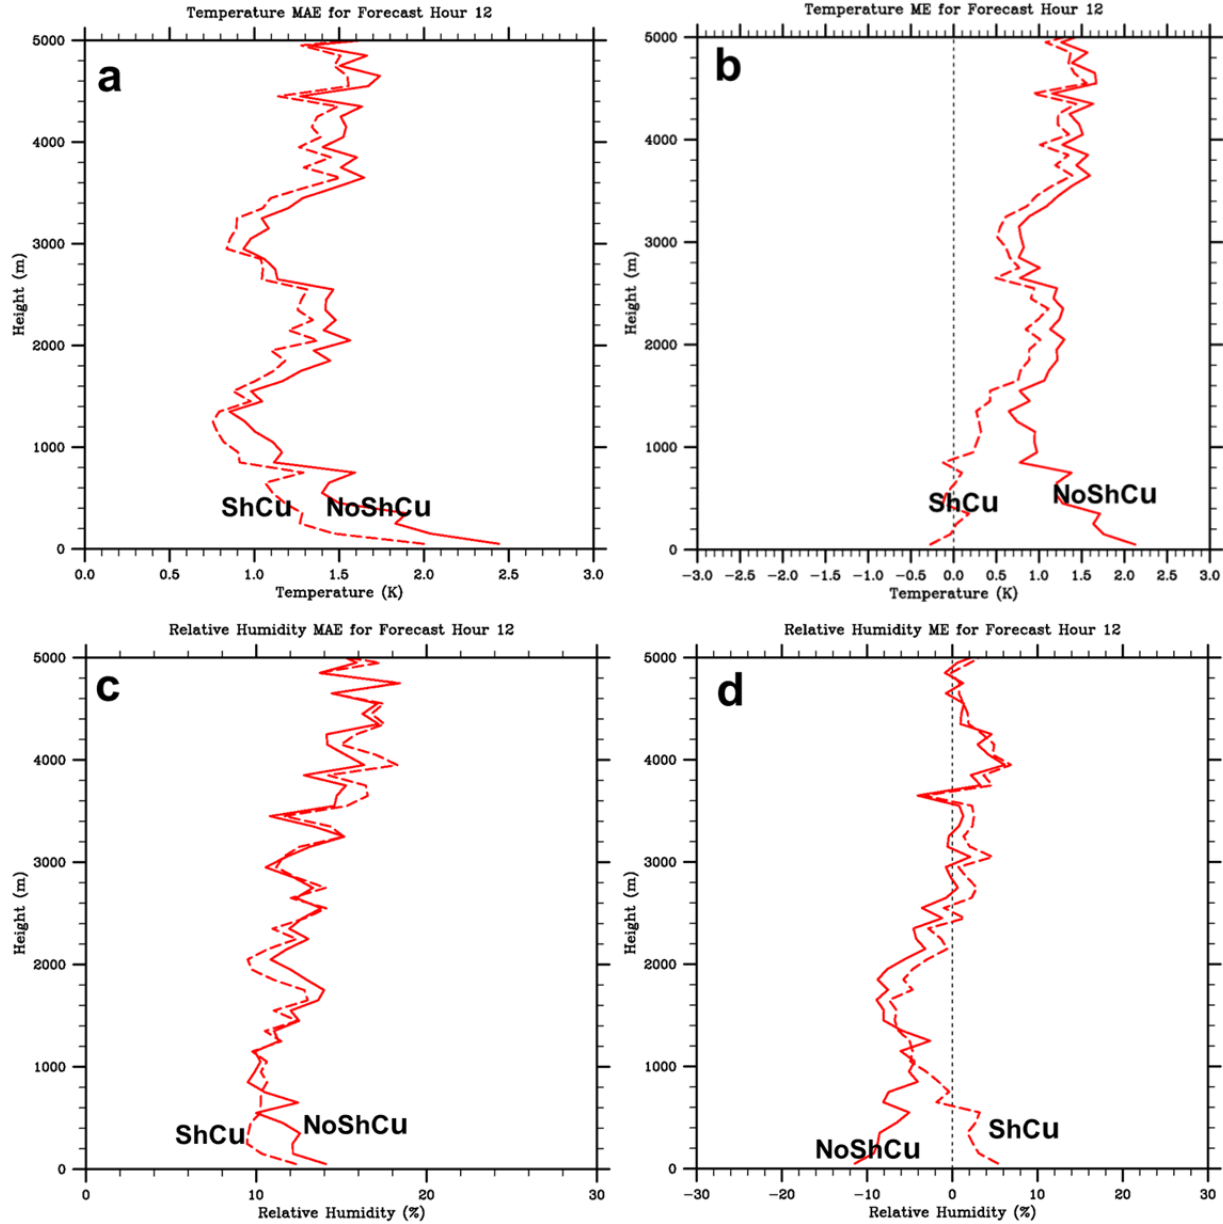 Temperature MAE for Forecast Hour 12
a
5000
4000
3000
2000
1000
0
Height (m)
ShCu
NoShCu
0.0 0.5 1.0 1.5 2.0 2.5 3.0
Temperature (K)
Temperature ME for Forecast Hour 12
b
5000
4000
3000
2000
1000
0
Height (m)
ShCu
NoShCu
−3.0 −2.5 −2.0 −1.5 −1.0 −0.5 0.0 0.5 1.0 1.5 2.0 2.5 3.0
Temperature (K)
Relative Humidity MAE for Forecast Hour 12
c
5000
4000
3000
2000
1000
0
Height (m)
NoShCu
ShCu
0 10 20 30
Relative Humidity (%)
Relative Humidity ME for Forecast Hour 12
d
5000
4000
3000
2000
1000
0
Height (m)
ShCu
NoShCu
−30 −20 −10 0 10 20 30
Relative Humidity (%)